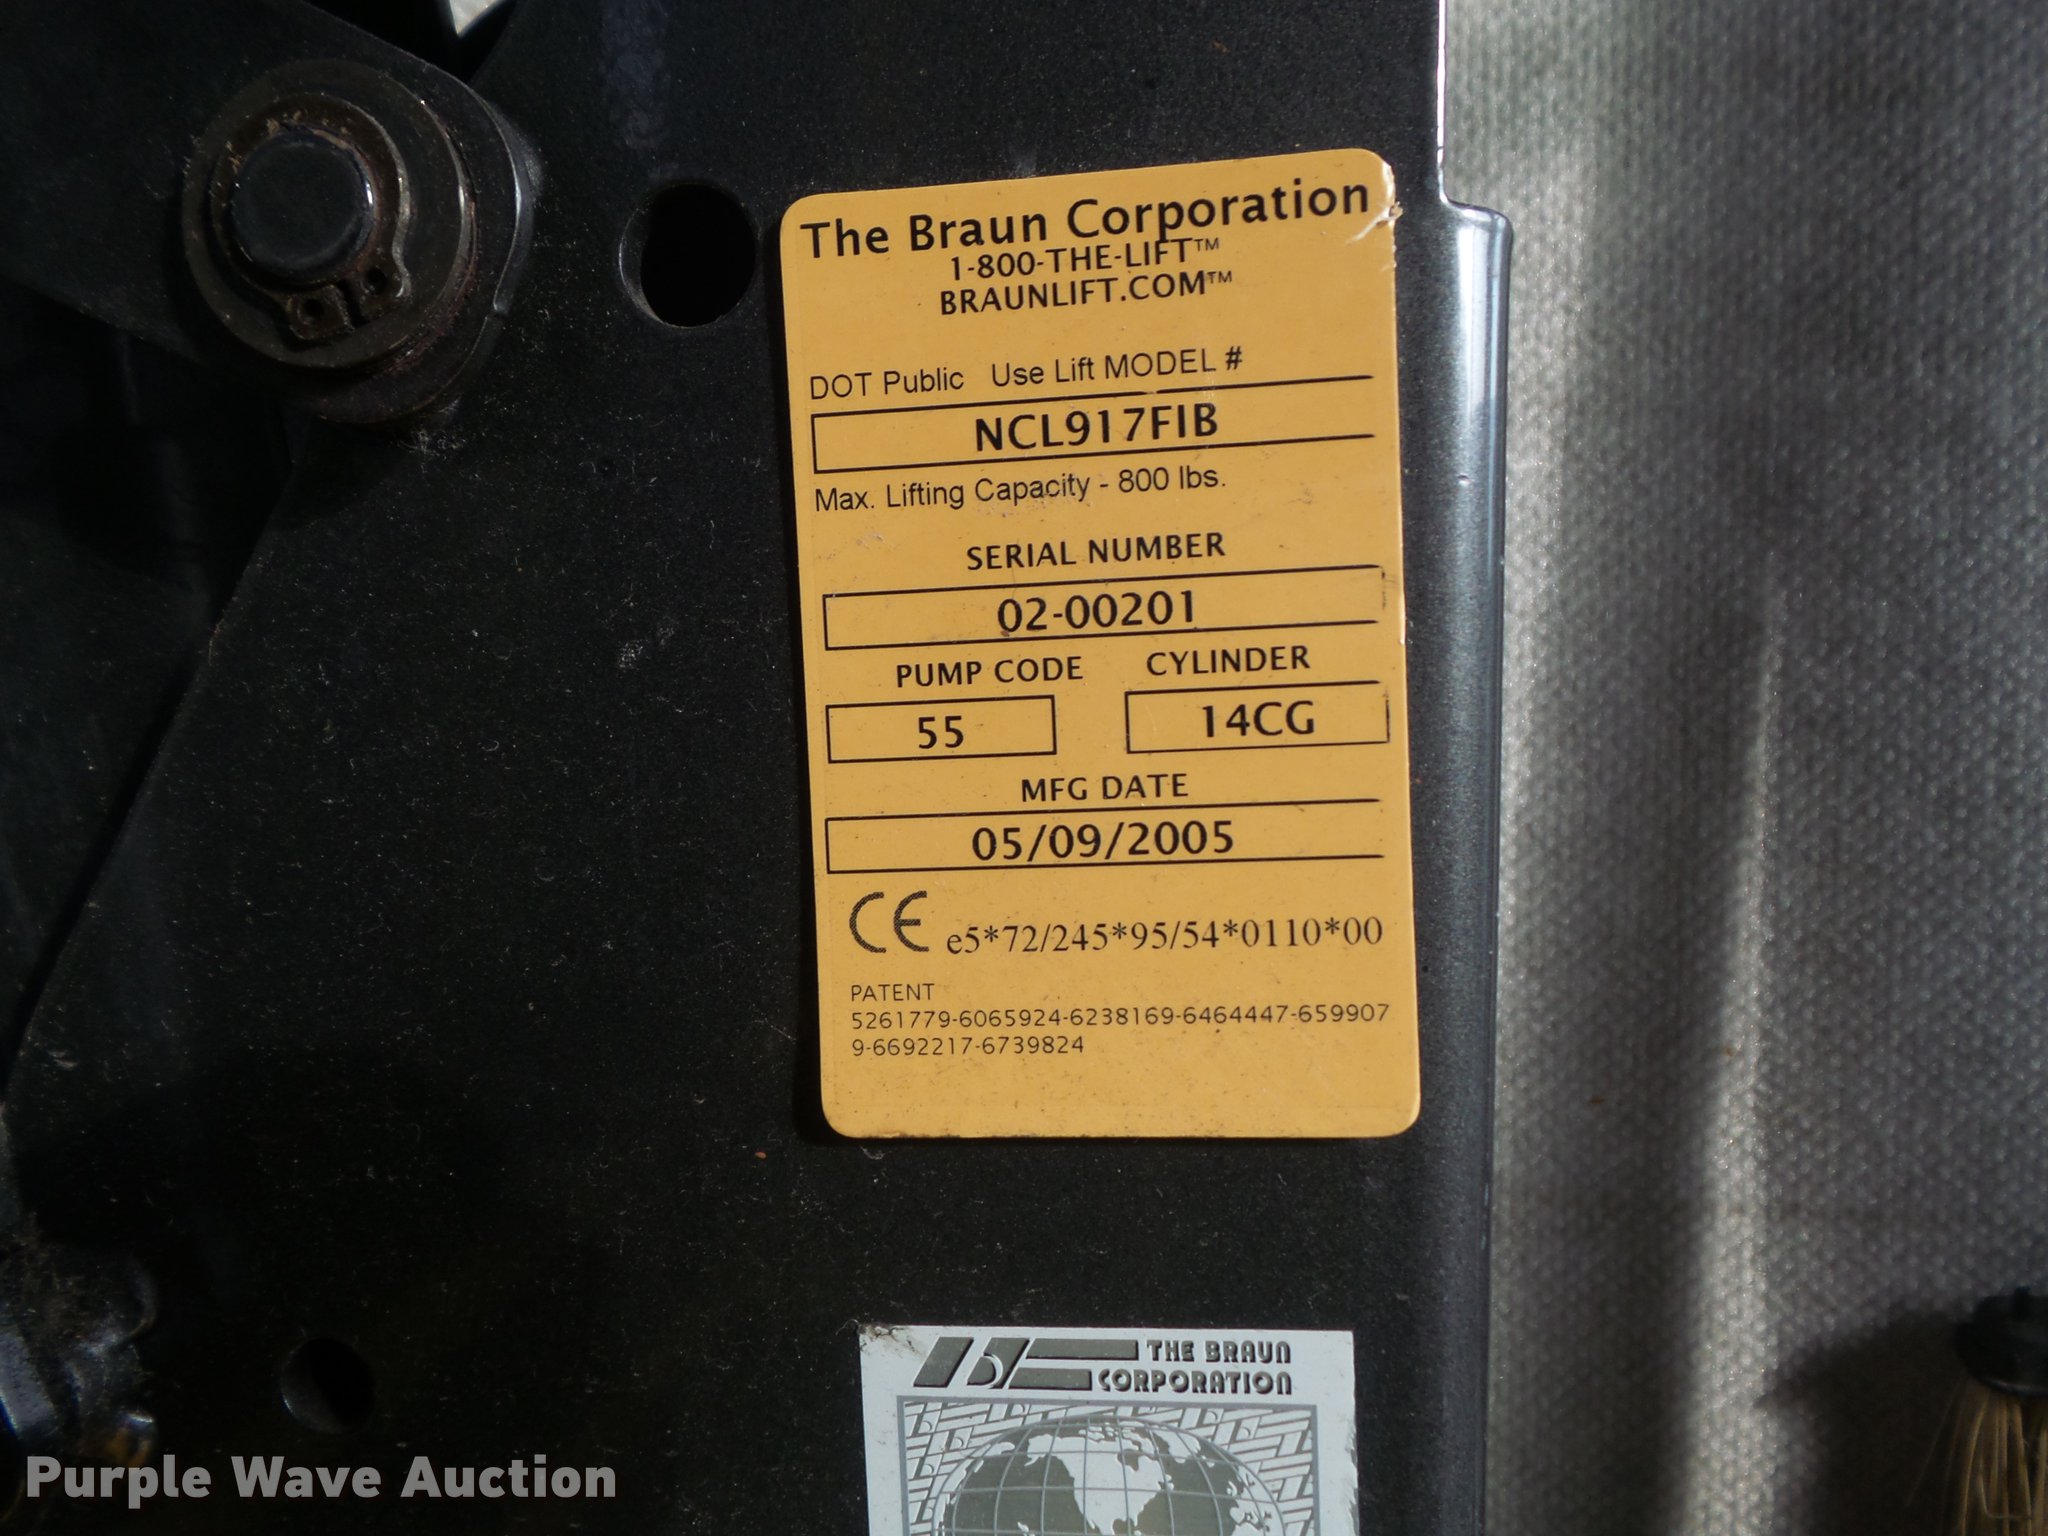 The Braun Corporation
1-800-THE-LIFT™
BRAUNLIFT.COM™
DOT Public Use Lift MODEL #
NCL917FIB
Max. Lifting Capacity - 800 lbs.
SERIAL NUMBER
02-00201
PUMP CODE CYLINDER
55 14CG
MFG DATE
05/09/2005
CE e5*72/245*95/54*0110*00
PATENT
5261779-6065924-6238169-6464447-659907
9-6692217-6739824
THE BRAUN
CORPORATION
Purple Wave Auction